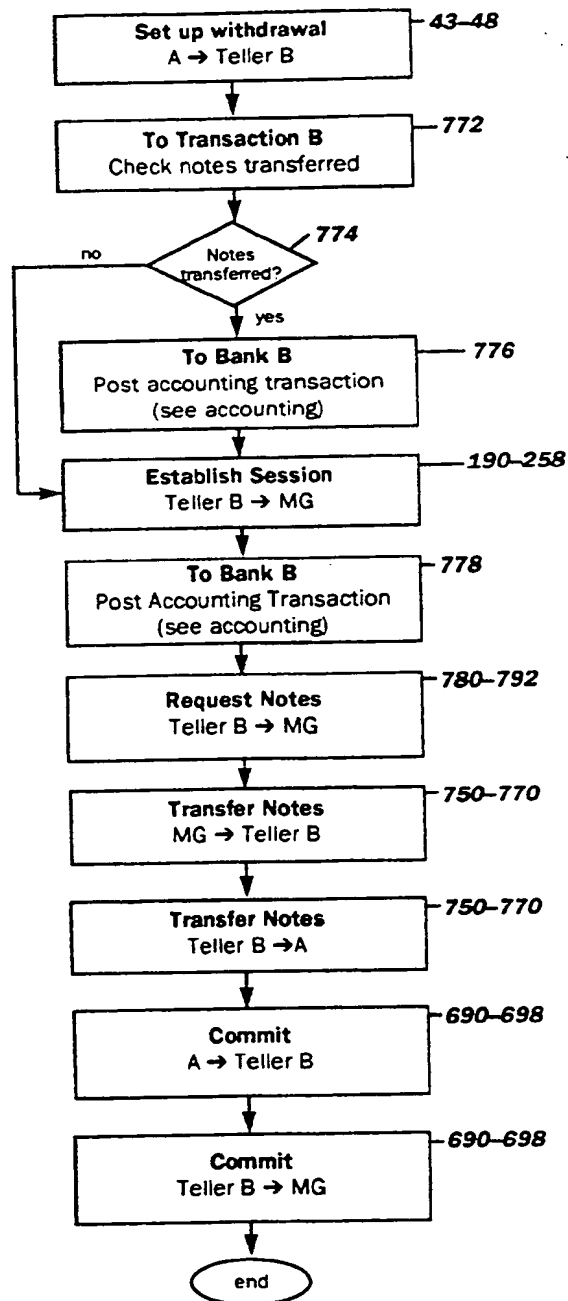 Set up withdrawal
A → Teller B
43–48
To Transaction B
Check notes transferred
772
Notes
transferred?
774
no
yes
To Bank B
Post accounting transaction
(see accounting)
776
Establish Session
Teller B → MG
190–258
To Bank B
Post Accounting Transaction
(see accounting)
778
Request Notes
Teller B → MG
780–792
Transfer Notes
MG → Teller B
750–770
Transfer Notes
Teller B →A
750–770
Commit
A → Teller B
690–698
Commit
Teller B → MG
690–698
end